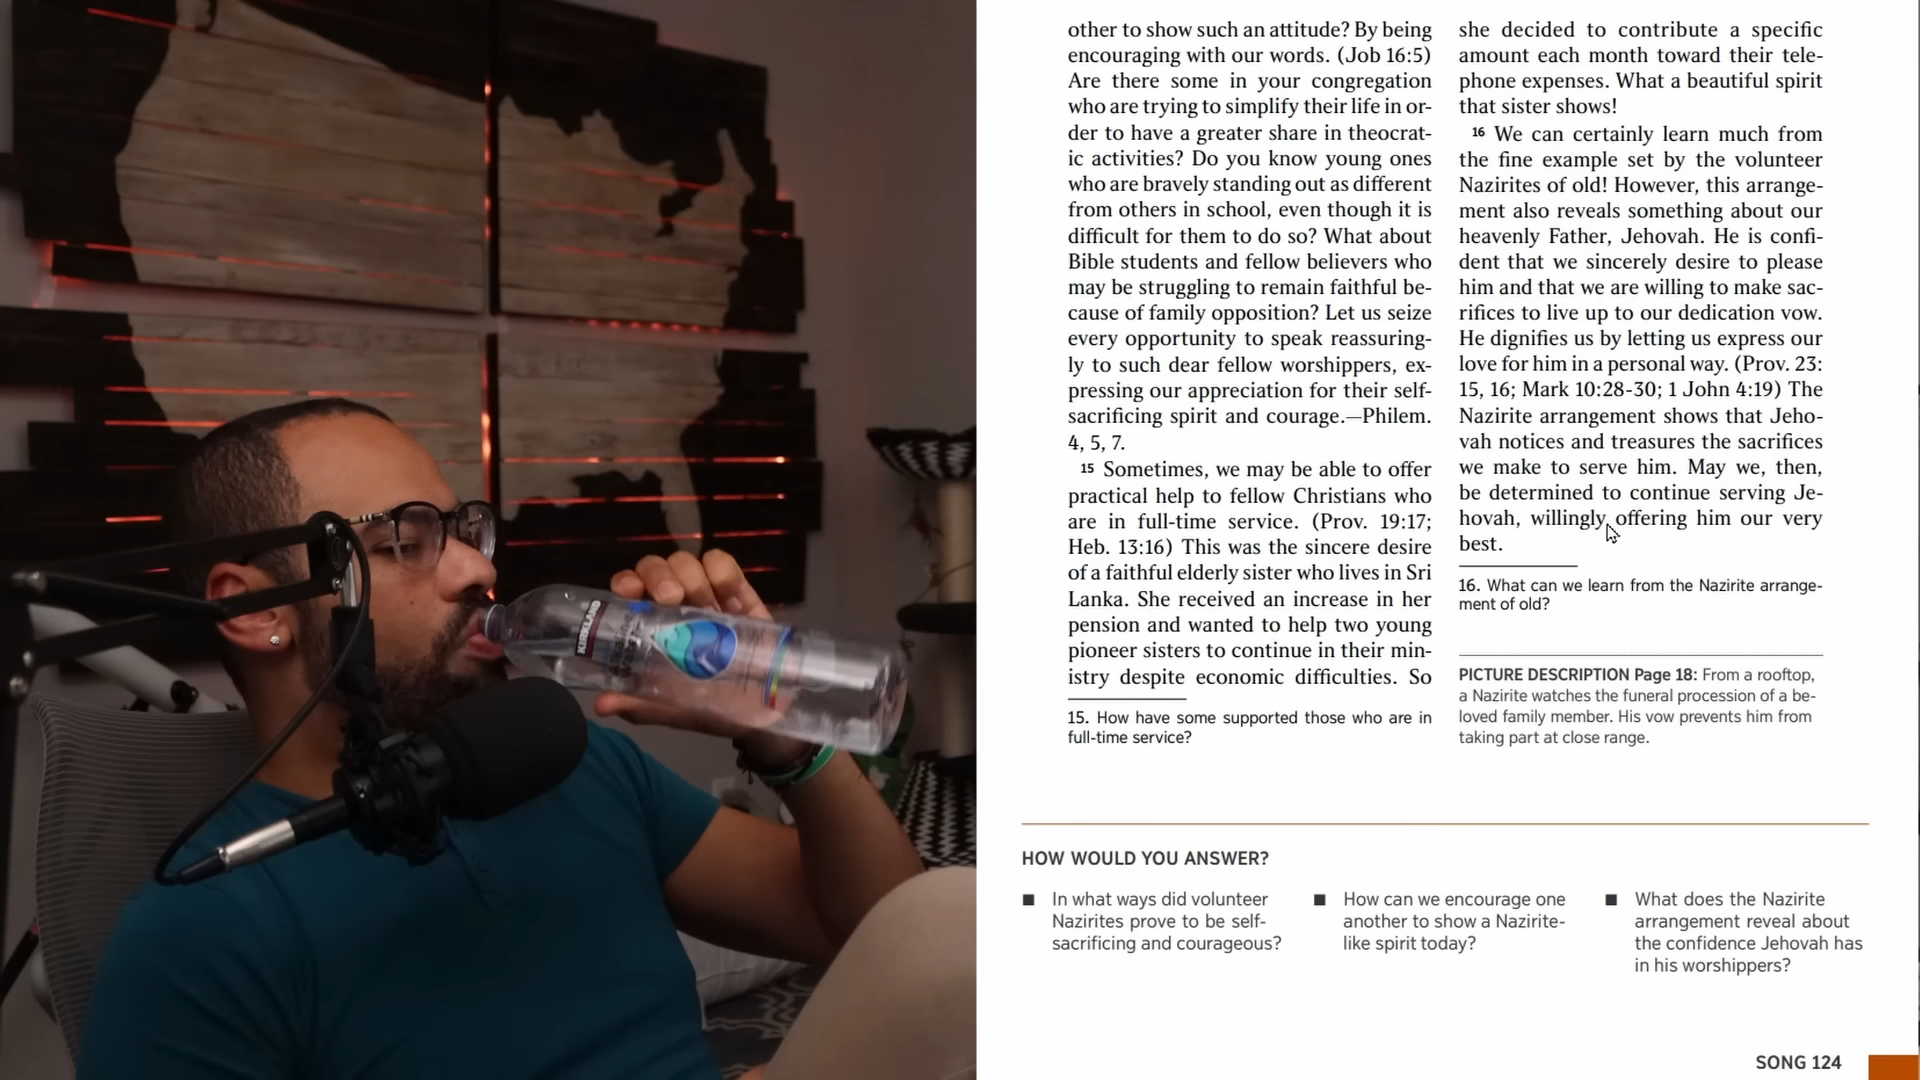 other to show such an attitude? By being
encouraging with our words. (Job 16:5)
Are there some in your congregation
who are trying to simplify their life in or-
der to have a greater share in theocrat-
ic activities? Do you know young ones
who are bravely standing out as different
from others in school, even though it is
difficult for them to do so? What about
Bible students and fellow believers who
may be struggling to remain faithful be-
cause of family opposition? Let us seize
every opportunity to speak reassuring-
ly to such dear fellow worshippers, ex-
pressing our appreciation for their self-
sacrificing spirit and courage.—Philem.
4, 5, 7.
15 Sometimes, we may be able to offer
practical help to fellow Christians who
are in full-time service. (Prov. 19:17;
Heb. 13:16) This was the sincere desire
of a faithful elderly sister who lives in Sri
Lanka. She received an increase in her
pension and wanted to help two young
pioneer sisters to continue in their min-
istry despite economic difficulties. So
15. How have some supported those who are in
full-time service?
she decided to contribute a specific
amount each month toward their tele-
phone expenses. What a beautiful spirit
that sister shows!
16 We can certainly learn much from
the fine example set by the volunteer
Nazirites of old! However, this arrange-
ment also reveals something about our
heavenly Father, Jehovah. He is confi-
dent that we sincerely desire to please
him and that we are willing to make sac-
rifices to live up to our dedication vow.
He dignifies us by letting us express our
love for him in a personal way. (Prov. 23:
15, 16; Mark 10:28-30; 1 John 4:19) The
Nazirite arrangement shows that Jeho-
vah notices and treasures the sacrifices
we make to serve him. May we, then,
be determined to continue serving Je-
hovah, willingly offering him our very
best.
16. What can we learn from the Nazirite arrange-
ment of old?
PICTURE DESCRIPTION Page 18: From a rooftop,
a Nazirite watches the funeral procession of a be-
loved family member. His vow prevents him from
taking part at close range.
HOW WOULD YOU ANSWER?
■ In what ways did volunteer
Nazirites prove to be self-
sacrificing and courageous?
■ How can we encourage one
another to show a Nazirite-
like spirit today?
■ What does the Nazirite
arrangement reveal about
the confidence Jehovah has
in his worshippers?
SONG 124
KIRKLAND